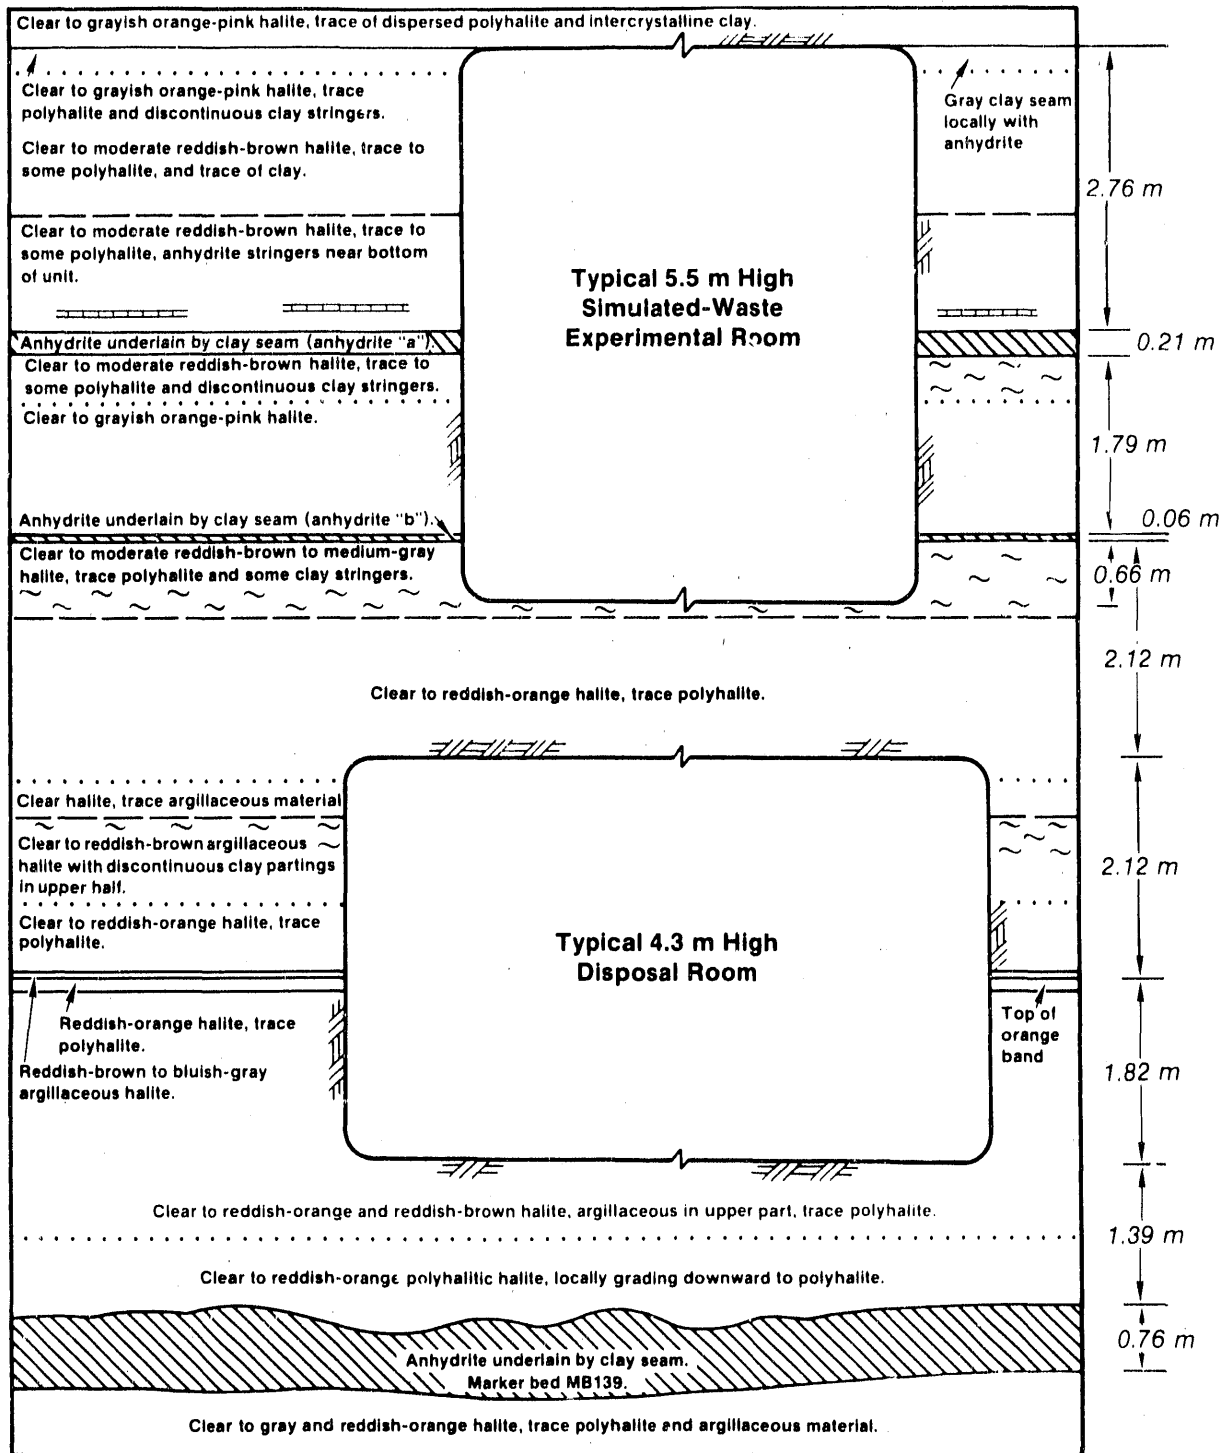 Clear to grayish orange-pink halite, trace of dispersed polyhalite and intercrystalline clay.
Clear to grayish orange-pink halite, trace
polyhalite and discontinuous clay stringers.
Clear to moderate reddish-brown halite, trace to
some polyhalite, and trace of clay.
Gray clay seam
locally with
anhydrite
2.76 m
Clear to moderate reddish-brown halite, trace to
some polyhalite, anhydrite stringers near bottom
of unit.
Typical 5.5 m High
Simulated-Waste
Experimental Room
Anhydrite underlain by clay seam (anhydrite "a").
0.21 m
Clear to moderate reddish-brown halite, trace to
some polyhalite and discontinuous clay stringers.
Clear to grayish orange-pink halite.
1.79 m
Anhydrite underlain by clay seam (anhydrite "b").
0.06 m
Clear to moderate reddish-brown to medium-gray
halite, trace polyhalite and some clay stringers.
0.66 m
2.12 m
Clear to reddish-orange halite, trace polyhalite.
Clear halite, trace argillaceous material
Clear to reddish-brown argillaceous
halite with discontinuous clay partings
in upper half.
2.12 m
Clear to reddish-orange halite, trace
polyhalite.
Typical 4.3 m High
Disposal Room
Reddish-orange halite, trace
polyhalite.
Reddish-brown to bluish-gray
argillaceous halite.
Top of
orange
band
1.82 m
Clear to reddish-orange and reddish-brown halite, argillaceous in upper part, trace polyhalite.
1.39 m
Clear to reddish-orange polyhalitic halite, locally grading downward to polyhalite.
0.76 m
Anhydrite underlain by clay seam.
Marker bed MB139.
Clear to gray and reddish-orange halite, trace polyhalite and argillaceous material.